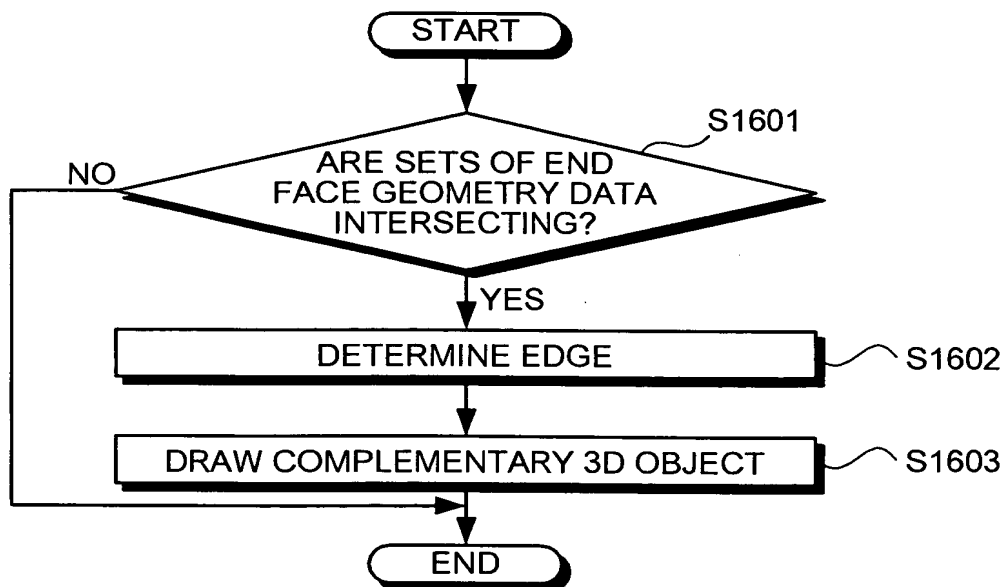 START
S1601
ARE SETS OF END
FACE GEOMETRY DATA
INTERSECTING?
NO
YES
DETERMINE EDGE
S1602
DRAW COMPLEMENTARY 3D OBJECT
S1603
END